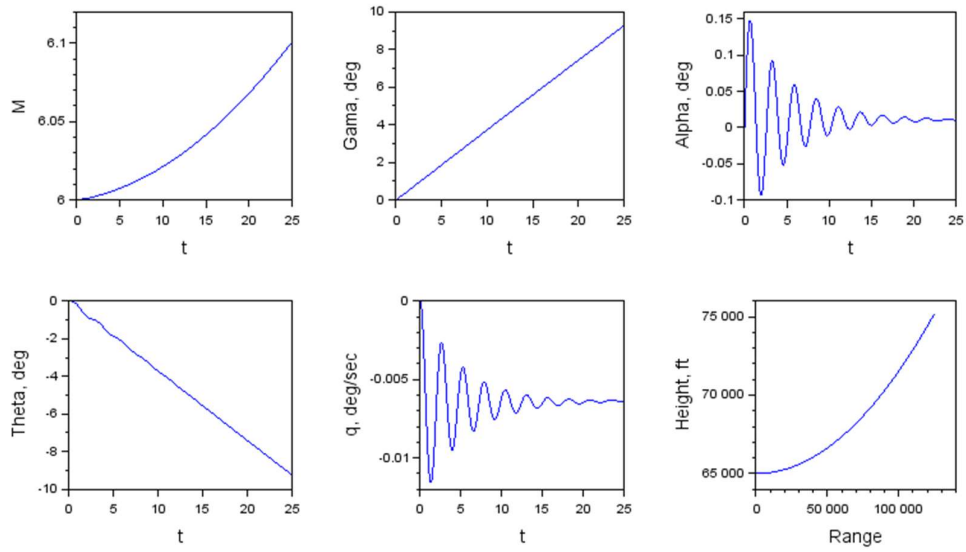 6.1
6.05
6
M
0 5 10 15 20 25
t
10
8
6
4
2
0
Gama, deg
0 5 10 15 20 25
t
0.15
0.1
0.05
0
-0.05
-0.1
Alpha, deg
0 5 10 15 20 25
t
0
-2
-4
-6
-8
-10
Theta, deg
0 5 10 15 20 25
t
0
-0.005
-0.01
q, deg/sec
0 5 10 15 20 25
t
75 000
70 000
65 000
Height, ft
0 50 000 100 000
Range